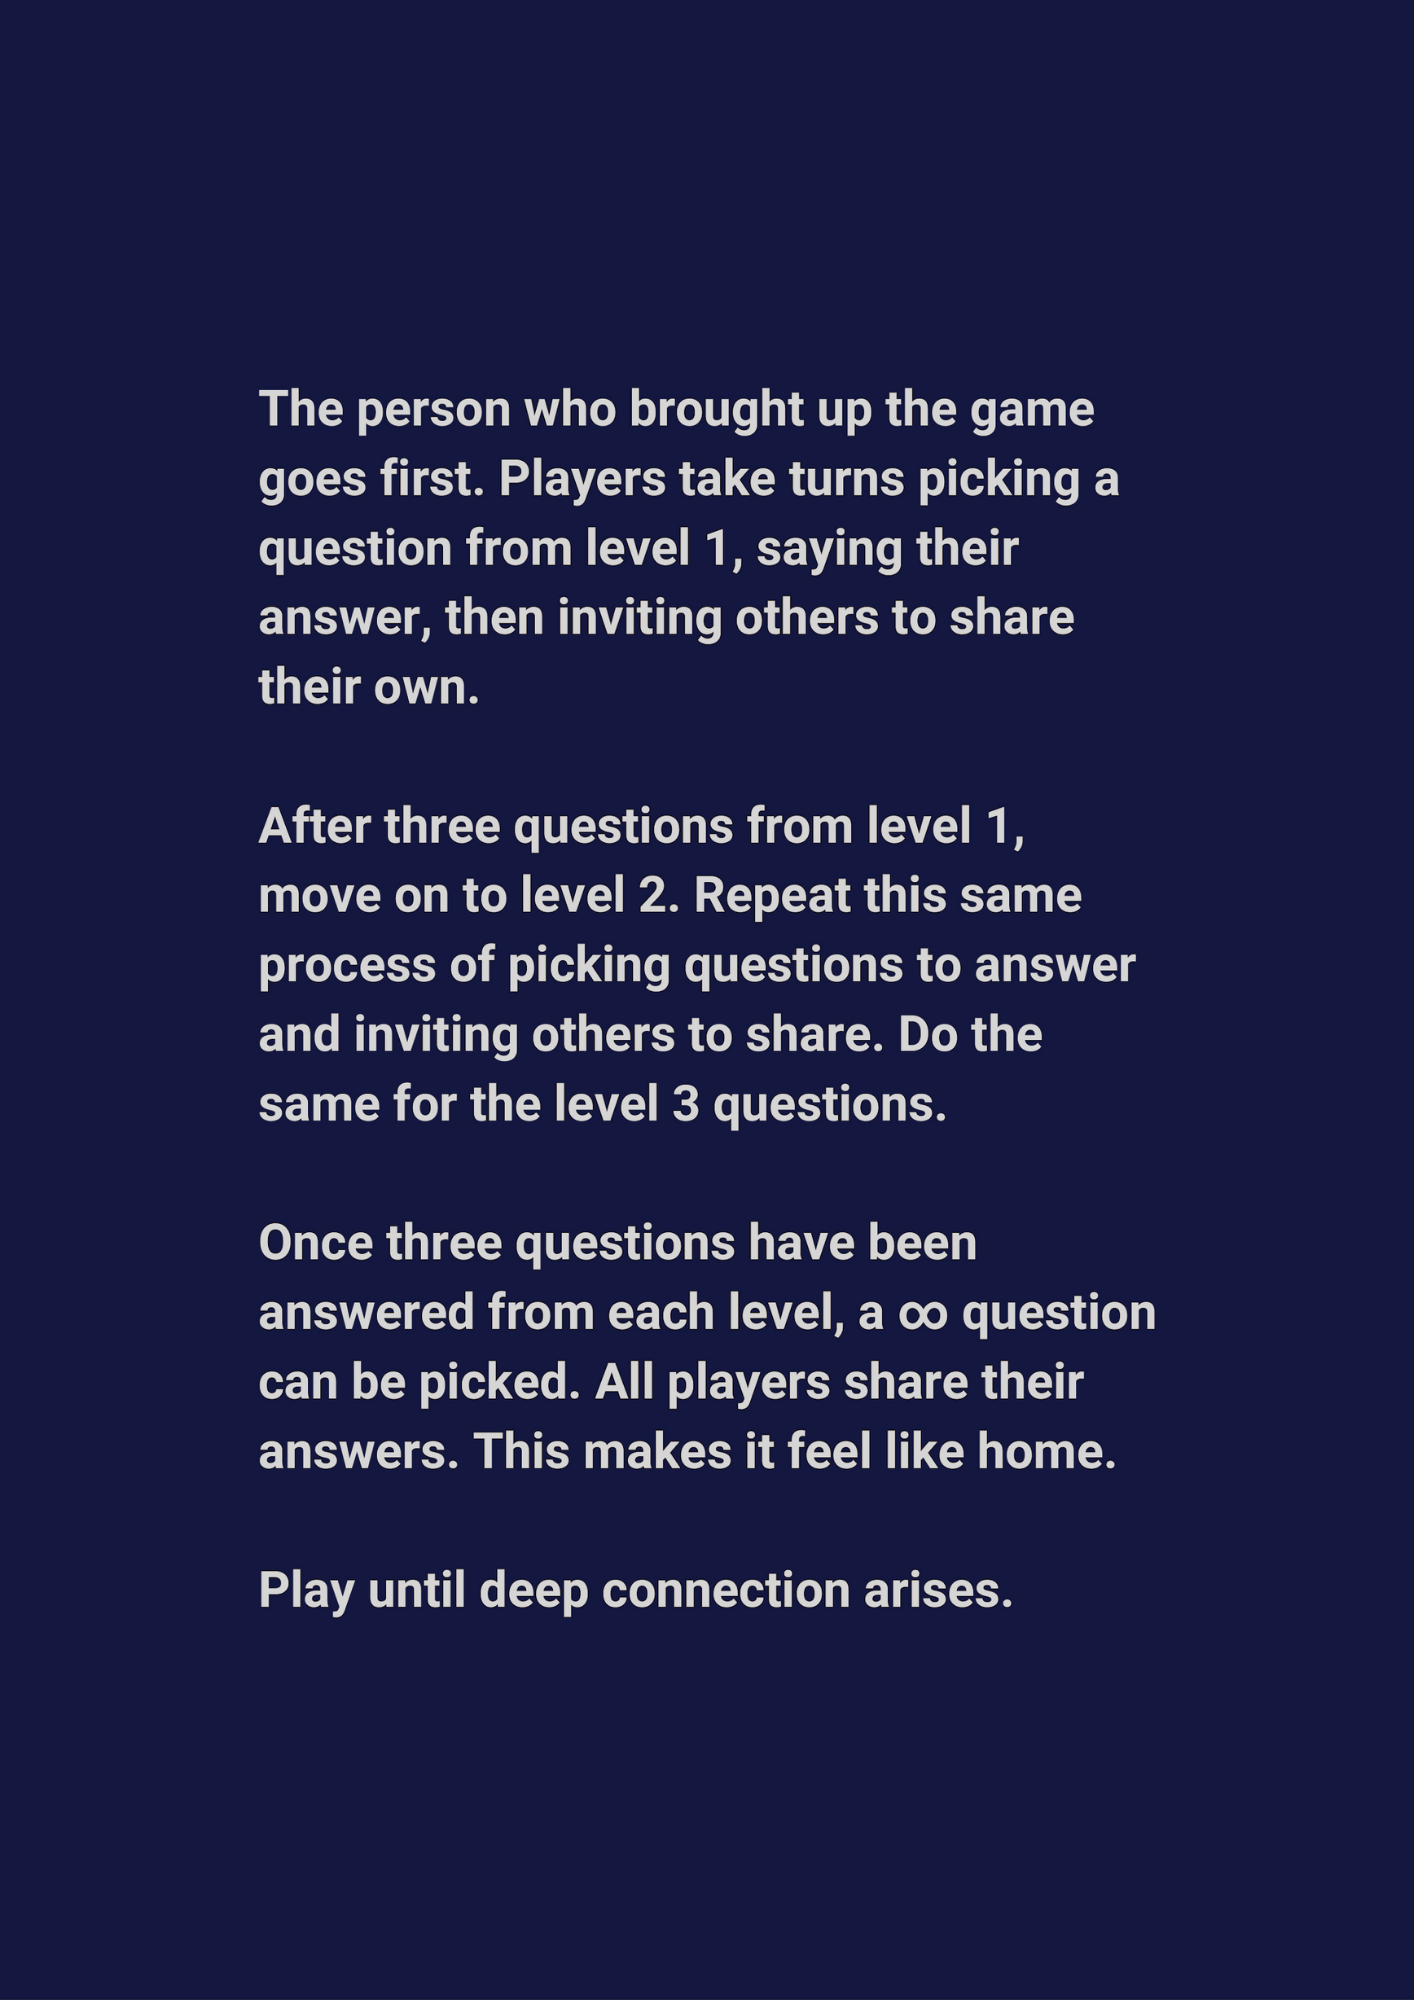 The person who brought up the game
goes first. Players take turns picking a
question from level 1, saying their
answer, then inviting others to share
their own.
After three questions from level 1,
move on to level 2. Repeat this same
process of picking questions to answer
and inviting others to share. Do the
same for the level 3 questions.
Once three questions have been
answered from each level, a ∞ question
can be picked. All players share their
answers. This makes it feel like home.
Play until deep connection arises.